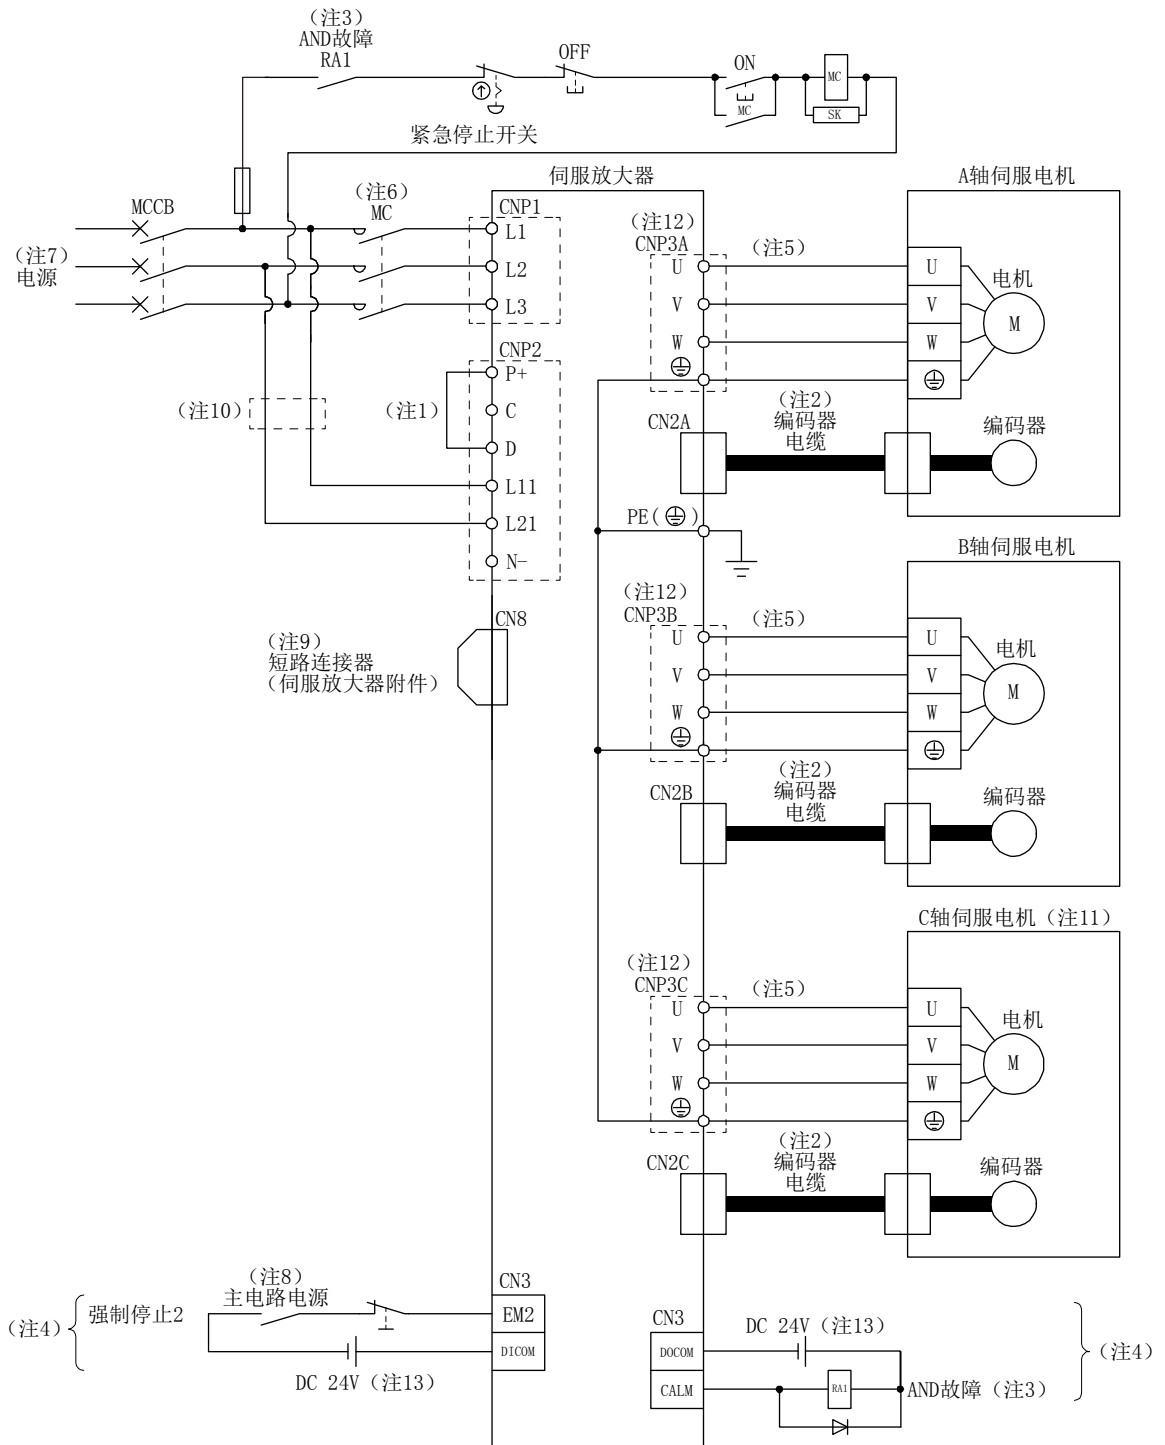 （注3）
AND故障
RA1
OFF
ON
MC
MC
SK
紧急停止开关
伺服放大器
A轴伺服电机
MCCB
（注6）
MC
CNP1
L1
L2
L3
（注7）
电源
（注12）
CNP3A
U
V
W
（注5）
U
V
W
电机
M
CNP2
P+
C
D
L11
L21
N-
（注10）
（注1）
CN2A
（注2）
编码器
电缆
编码器
PE( )
B轴伺服电机
（注12）
CNP3B
U
V
W
（注5）
U
V
W
电机
M
CN8
（注9）
短路连接器
（伺服放大器附件）
CN2B
（注2）
编码器
电缆
编码器
C轴伺服电机（注11）
（注12）
CNP3C
U
V
W
（注5）
U
V
W
电机
M
CN2C
（注2）
编码器
电缆
编码器
（注4）
强制停止2
（注8）
主电路电源
CN3
EM2
DICOM
DC 24V（注13）
CN3
DOCOM
CALM
DC 24V（注13）
RA1
AND故障（注3）
（注4）